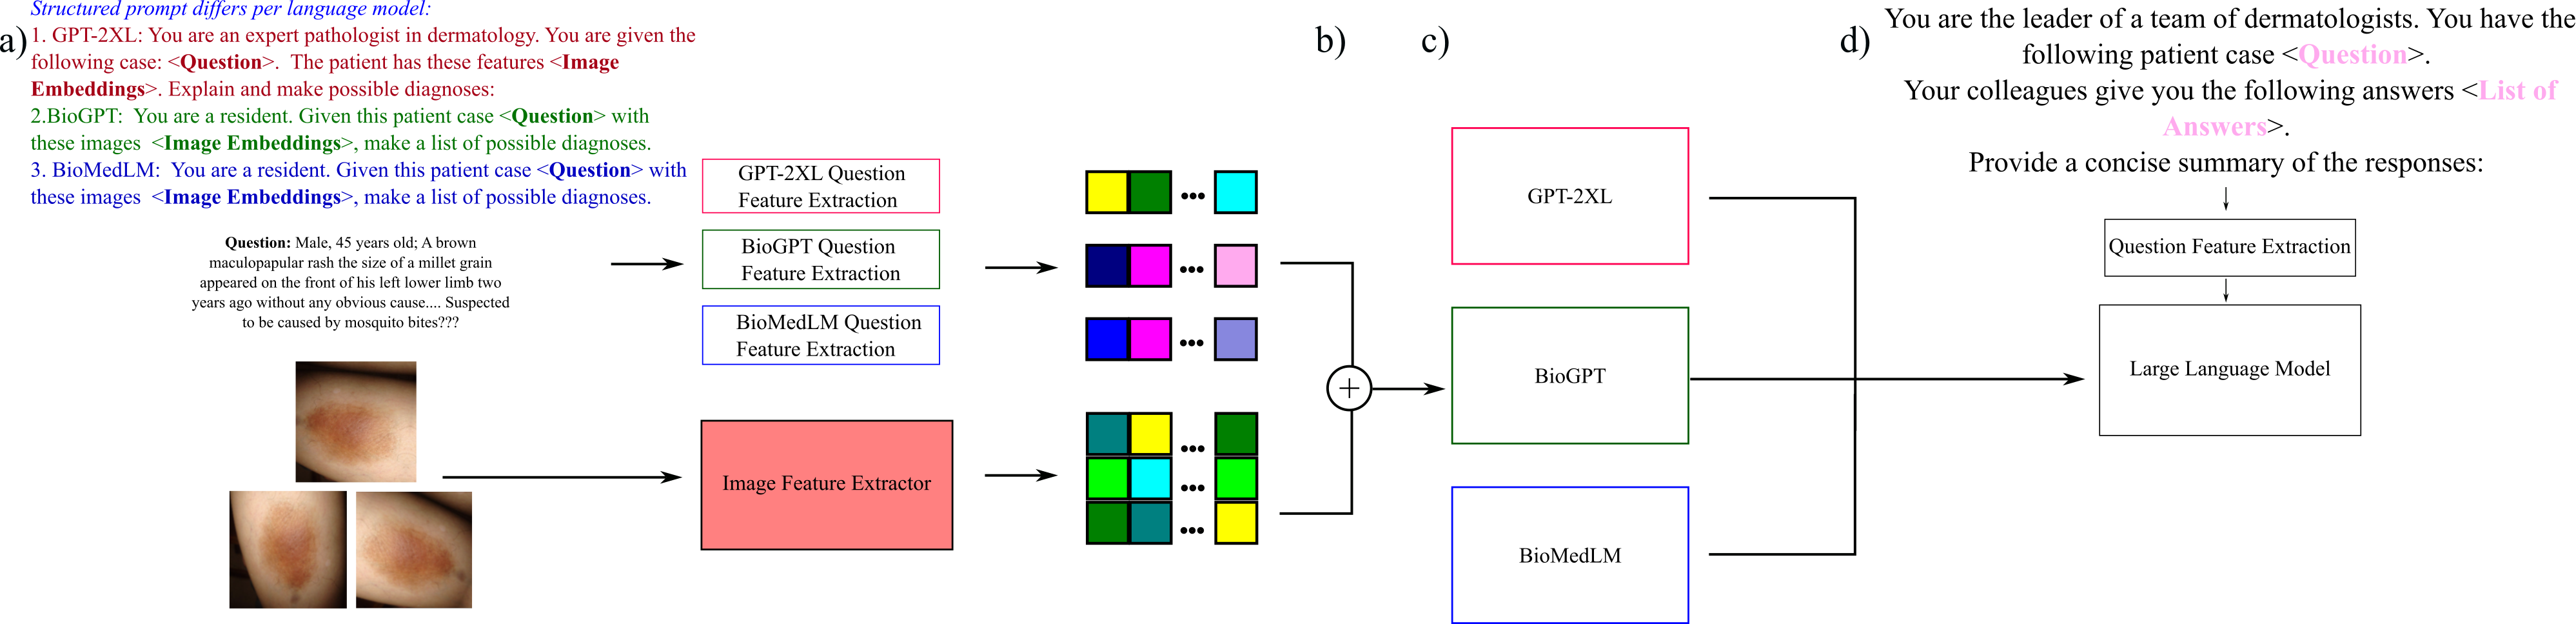 Structured prompt differs per language model:
a)
1. GPT-2XL: You are an expert pathologist in dermatology. You are given the
following case: <Question>.  The patient has these features <Image
Embeddings>. Explain and make possible diagnoses:
2.BioGPT:  You are a resident. Given this patient case <Question> with
these images  <Image Embeddings>, make a list of possible diagnoses.
3. BioMedLM:  You are a resident. Given this patient case <Question> with
these images  <Image Embeddings>, make a list of possible diagnoses.
Question: Male, 45 years old; A brown
maculopapular rash the size of a millet grain
appeared on the front of his left lower limb two
years ago without any obvious cause.... Suspected
to be caused by mosquito bites???
GPT-2XL Question
Feature Extraction
BioGPT Question
Feature Extraction
BioMedLM Question
Feature Extraction
Image Feature Extractor
b)
+
c)
GPT-2XL
BioGPT
BioMedLM
d)
You are the leader of a team of dermatologists. You have the
following patient case <Question>.
Your colleagues give you the following answers <List of
Answers>.
Provide a concise summary of the responses:
Question Feature Extraction
Large Language Model